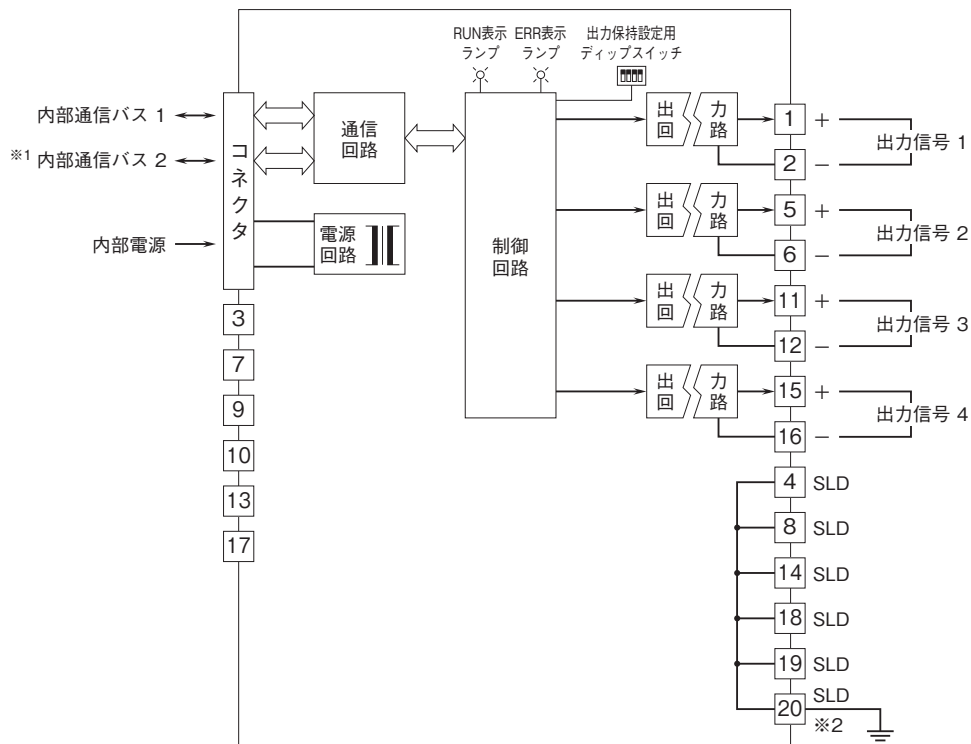 RUN表示
ランプ
ERR表示
ランプ
出力保持設定用
ディップスイッチ
内部通信バス 1
※1 内部通信バス 2
内部電源
コネクタ
通信
回路
電源
回路
制御
回路
出力
回路
1 +
2 −
出力信号 1
出力
回路
5 +
6 −
出力信号 2
出力
回路
11 +
12 −
出力信号 3
出力
回路
15 +
16 −
出力信号 4
3
7
9
10
13
17
4 SLD
8 SLD
14 SLD
18 SLD
19 SLD
20 SLD
※2